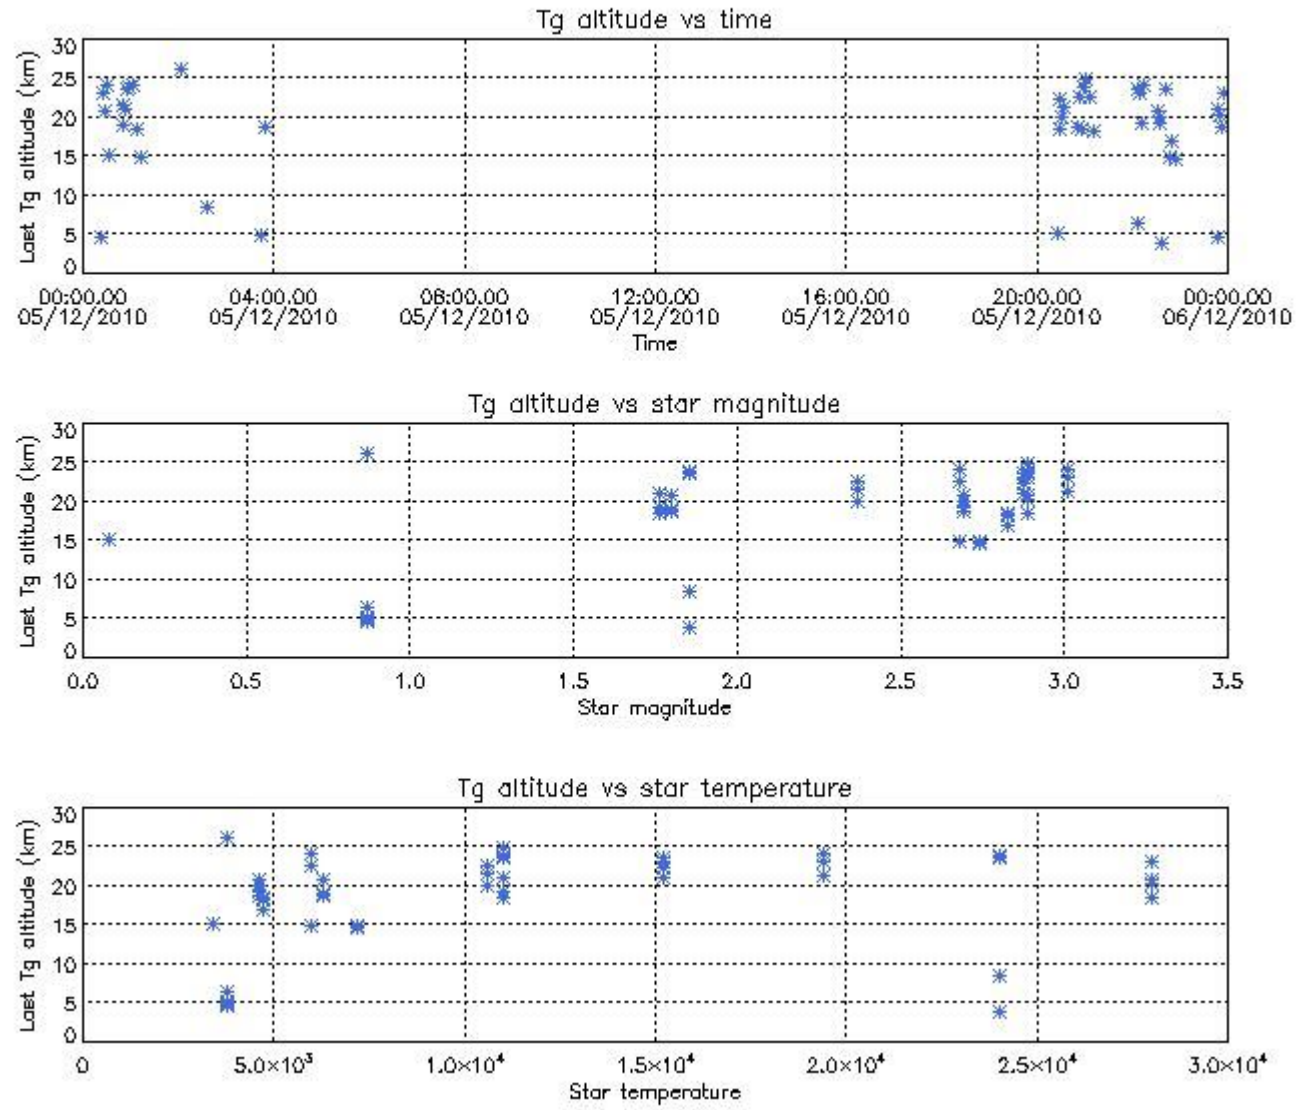 Tg altitude vs time
Last Tg altitude (km)
30
25
20
15
10
5
0
00:00.00 04:00.00 08:00.00 12:00.00 16:00.00 20:00.00 00:00.00
05/12/2010 05/12/2010 05/12/2010 05/12/2010 05/12/2010 05/12/2010 06/12/2010
Time
Tg altitude vs star magnitude
Last Tg altitude (km)
30
25
20
15
10
5
0
0.0 0.5 1.0 1.5 2.0 2.5 3.0 3.5
Star magnitude
Tg altitude vs star temperature
Last Tg altitude (km)
30
25
20
15
10
5
0
0 5.0×10³ 1.0×10⁴ 1.5×10⁴ 2.0×10⁴ 2.5×10⁴ 3.0×10⁴
Star temperature